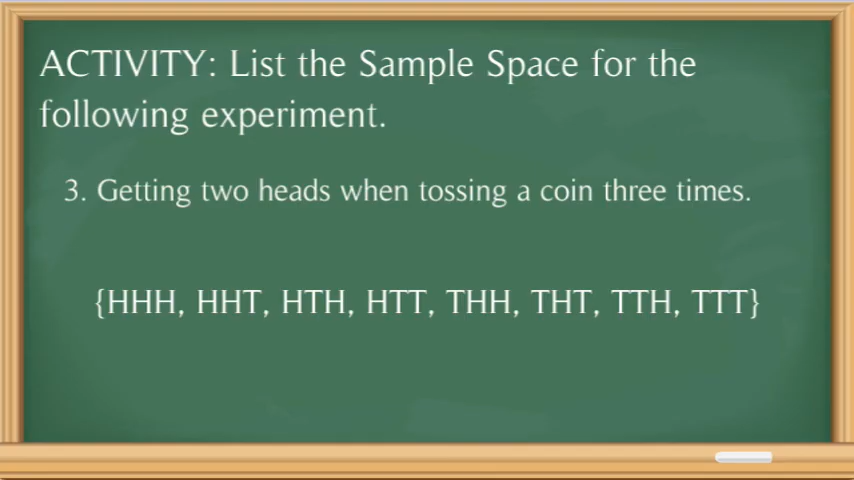 ACTIVITY: List the Sample Space for the
following experiment.
3. Getting two heads when tossing a coin three times.
{HHH, HHT, HTH, HTT, THH, THT, TTH, TTT}